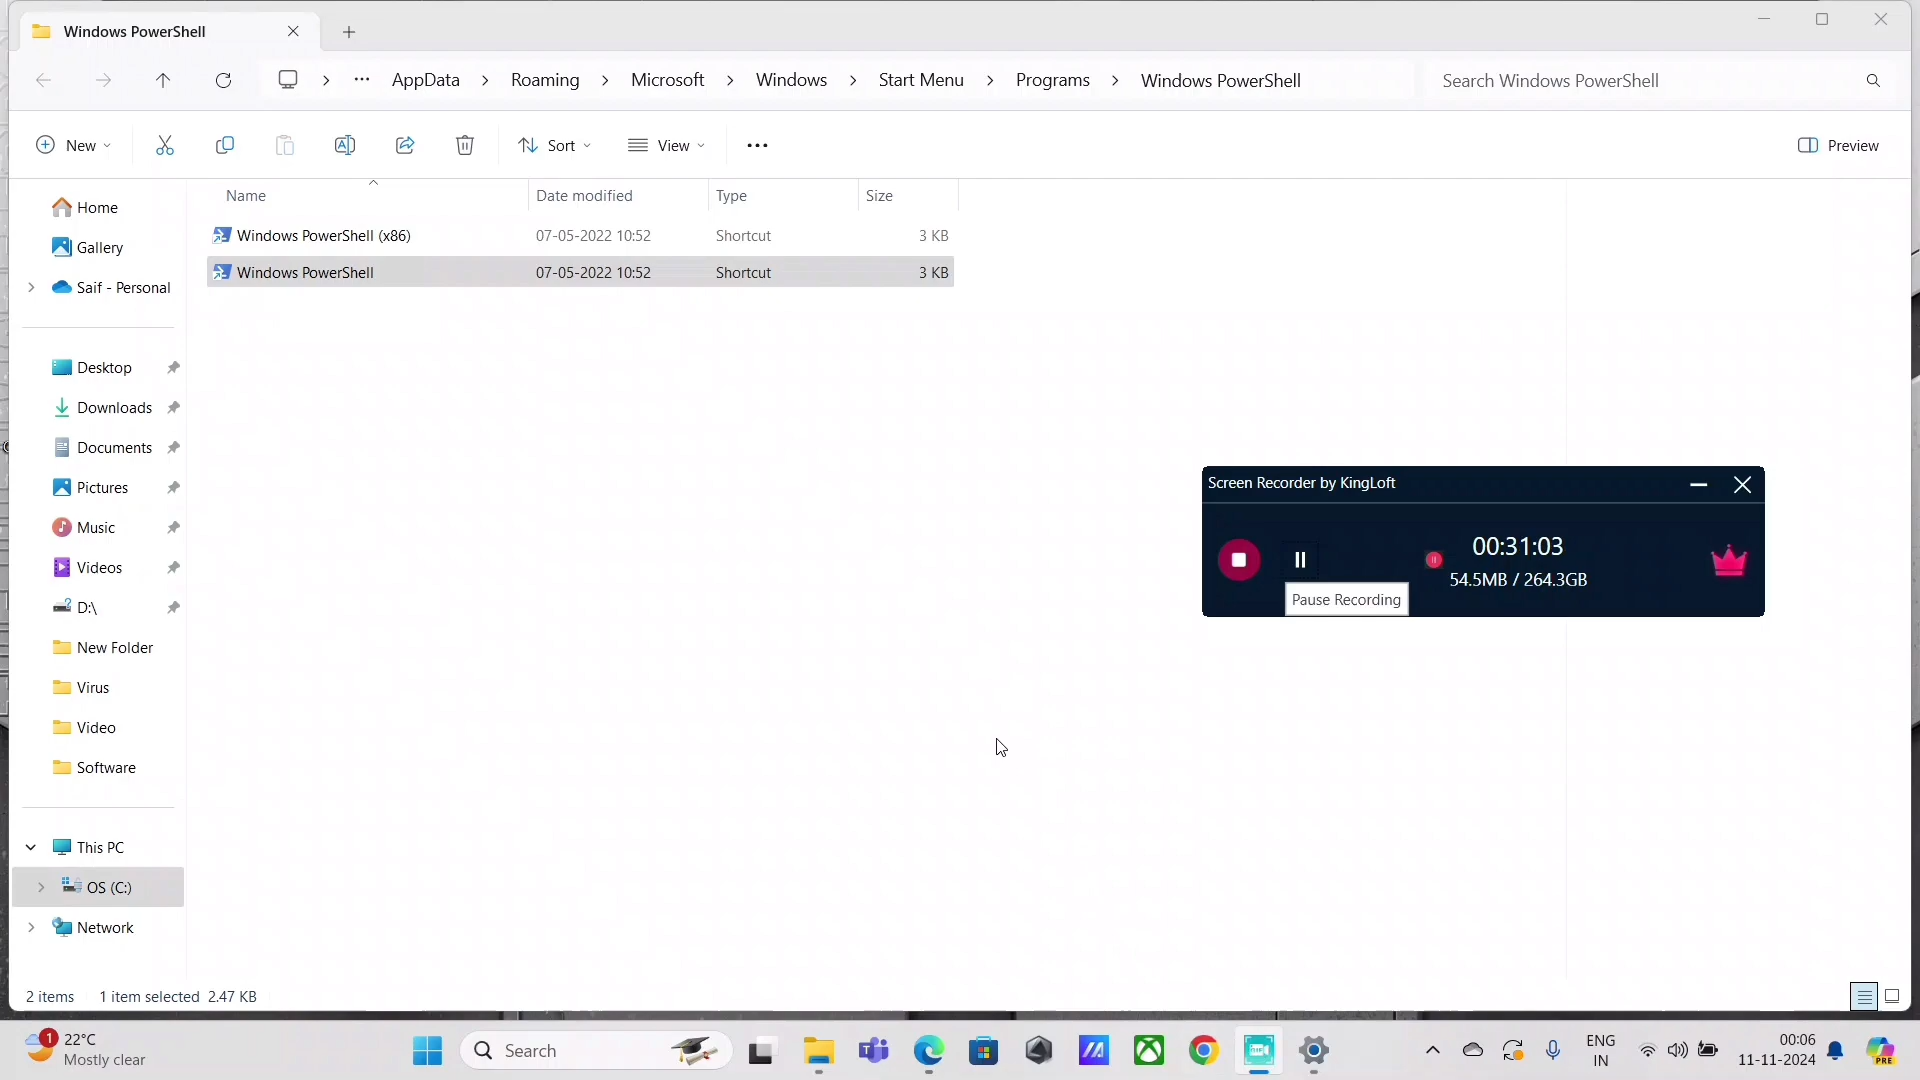 Windows PowerShell
AppData > Roaming > Microsoft > Windows > Start Menu > Programs > Windows PowerShell
Search Windows PowerShell
New
Sort
View
Preview
Name Date modified Type Size
Windows PowerShell (x86) 07-05-2022 10:52 Shortcut 3 KB
Windows PowerShell 07-05-2022 10:52 Shortcut 3 KB
Home
Gallery
Saif - Personal
Desktop
Downloads
Documents
Pictures
Music
Videos
D:\
New Folder
Virus
Video
Software
This PC
OS (C:)
Network
Screen Recorder by KingLoft
00:31:03
54.5MB / 264.3GB
Pause Recording
2 items 1 item selected 2.47 KB
1
22°C
Mostly clear
Search
ENG
IN
00:06
11-11-2024
PRE